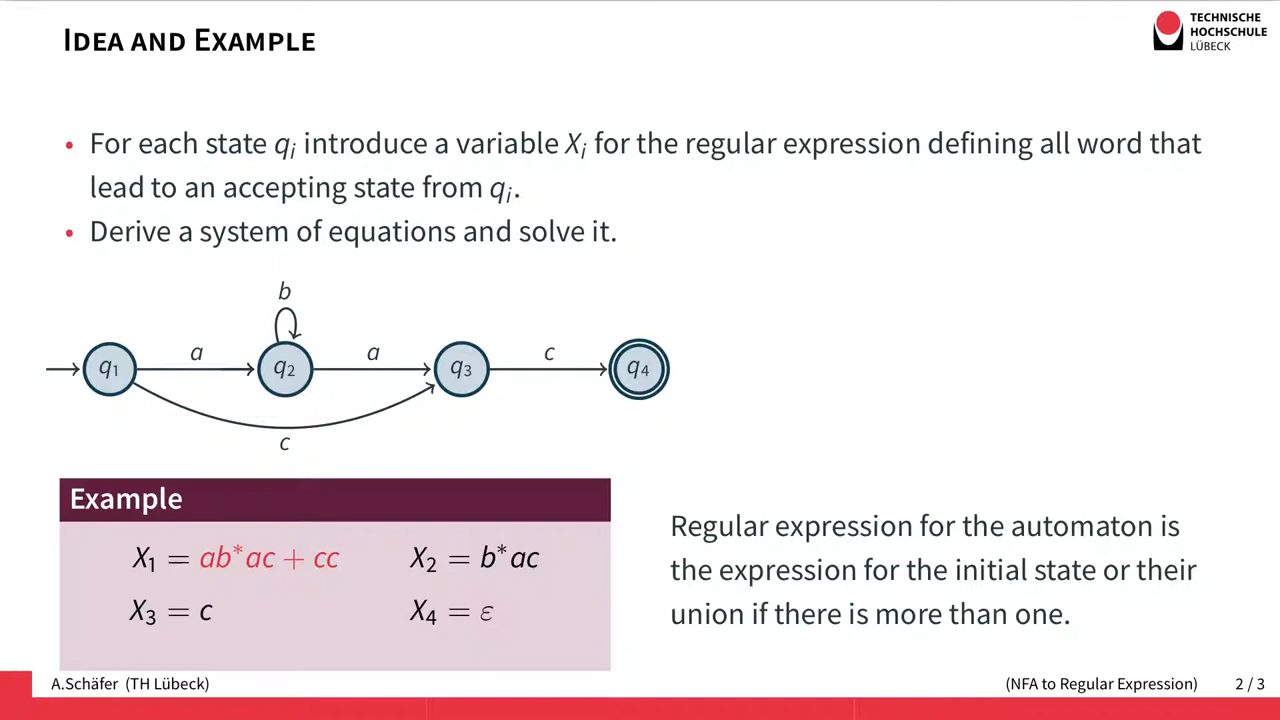 IDEA AND EXAMPLE
TECHNISCHE
HOCHSCHULE
LÜBECK
• For each state qᵢ introduce a variable Xᵢ for the regular expression defining all word that
lead to an accepting state from qᵢ.
• Derive a system of equations and solve it.
b
a a c
q₁ q₂ q₃ q₄
c
Example
X₁ = ab*ac + cc X₂ = b*ac
X₃ = c X₄ = ε
Regular expression for the automaton is
the expression for the initial state or their
union if there is more than one.
A.Schäfer (TH Lübeck) (NFA to Regular Expression) 2 / 3